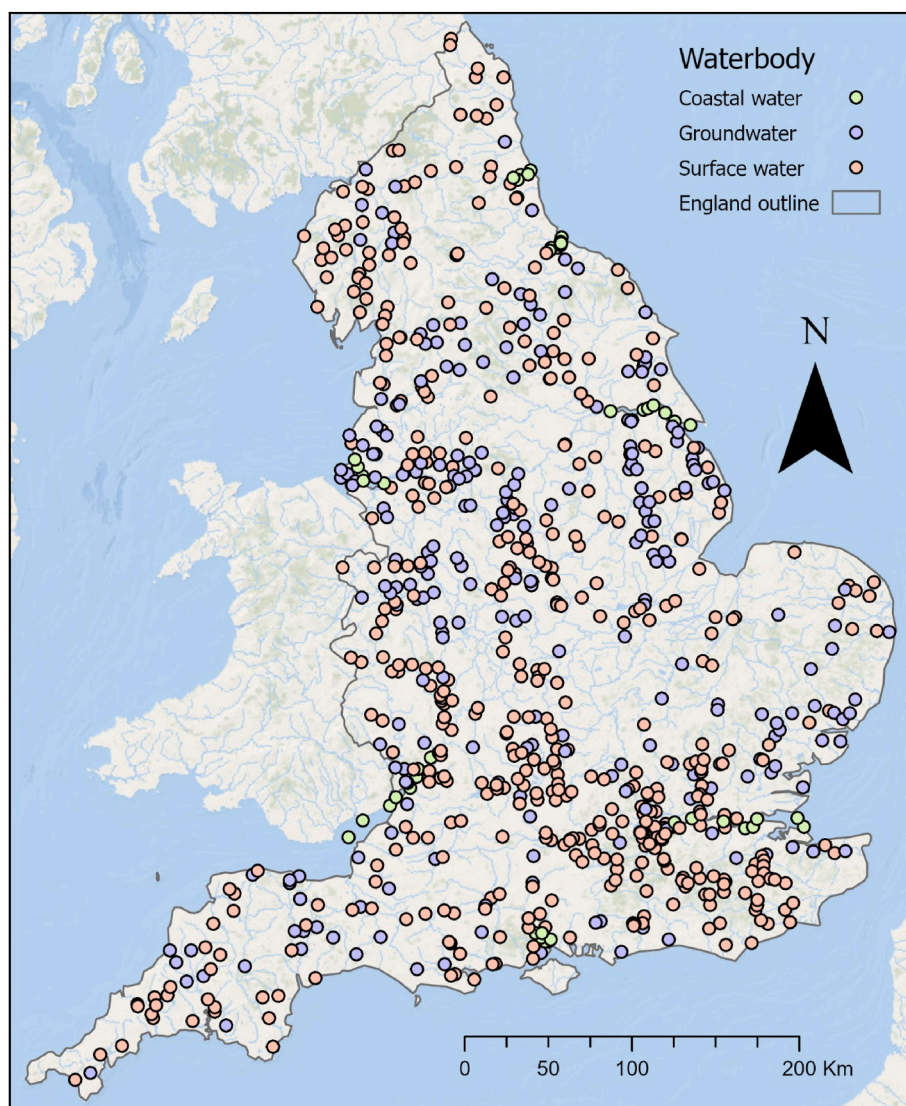 Waterbody
Coastal water
Groundwater
Surface water
England outline
N
0 50 100 200 Km